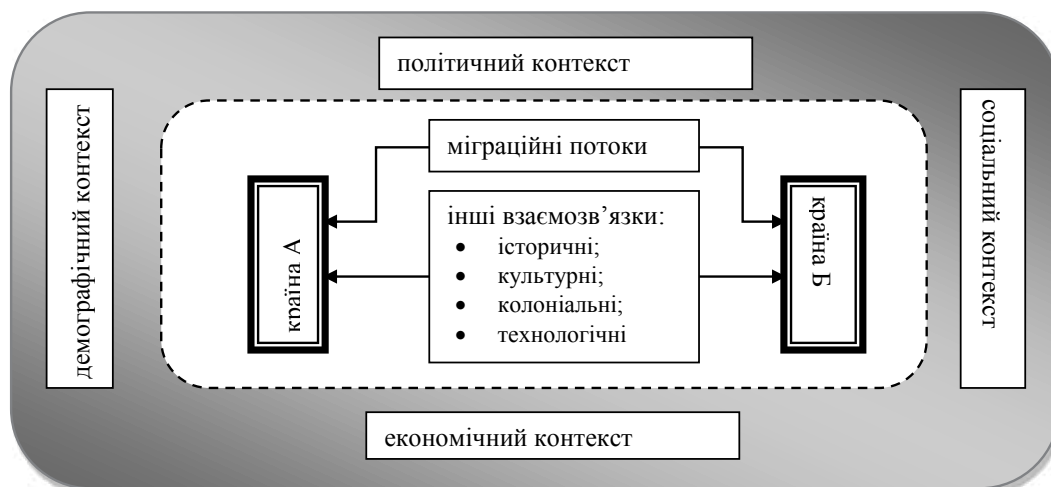 політичний контекст
демографічний контекст
соціальний контекст
міграційні потоки
країна А
інші взаємозв’язки:
• історичні;
• культурні;
• колоніальні;
• технологічні
країна Б
економічний контекст